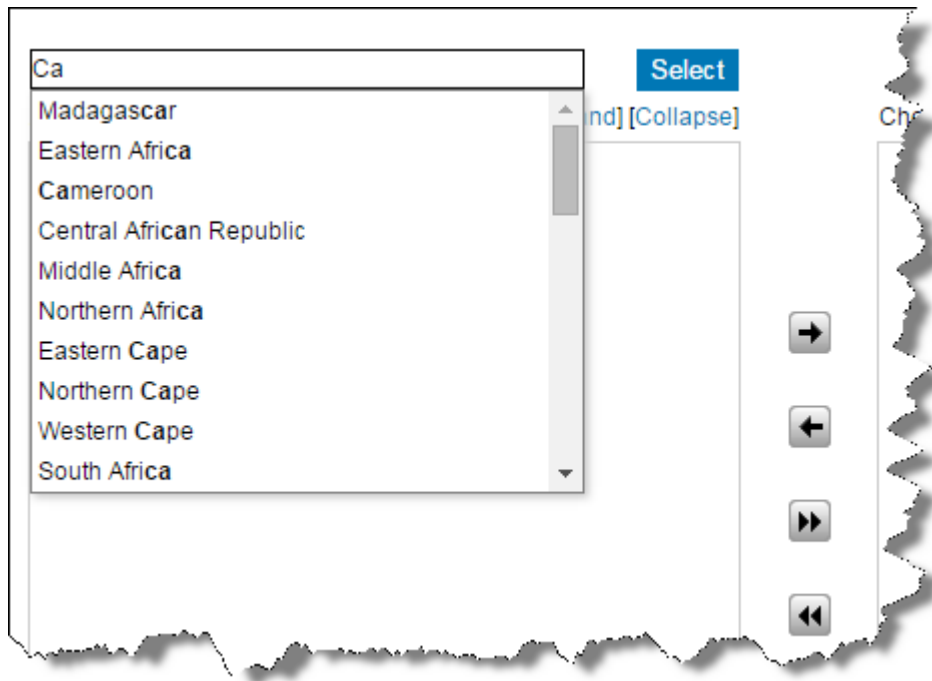 Ca
Select
nd] [Collapse]
Madagascar
Eastern Africa
Cameroon
Central African Republic
Middle Africa
Northern Africa
Eastern Cape
Northern Cape
Western Cape
South Africa